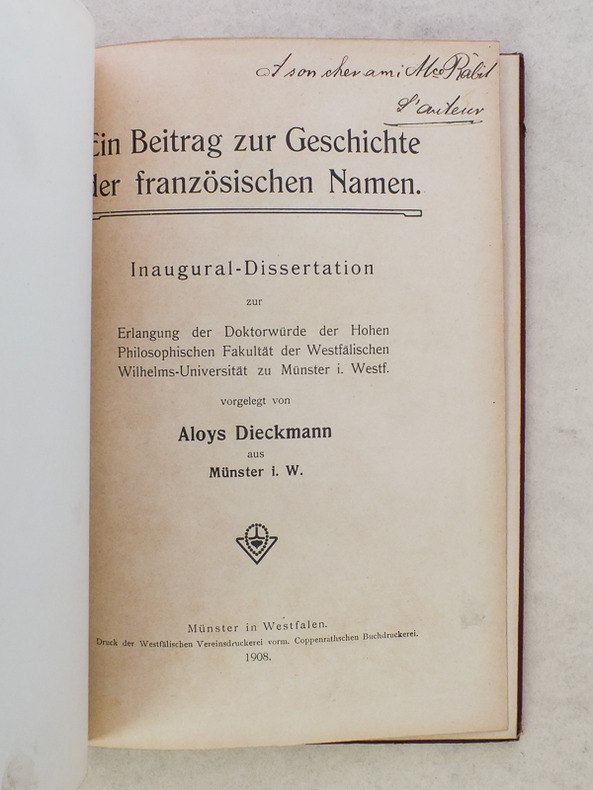 A son cher ami Mco Rabit
L'auteur
Ein Beitrag zur Geschichte
der französischen Namen.
Inaugural-Dissertation
zur
Erlangung der Doktorwürde der Hohen
Philosophischen Fakultät der Westfälischen
Wilhelms-Universität zu Münster i. Westf.
vorgelegt von
Aloys Dieckmann
aus
Münster i. W.
Münster in Westfalen.
Druck der Westfälischen Vereinsdruckerei vorm. Coppenrathschen Buchdruckerei.
1908.